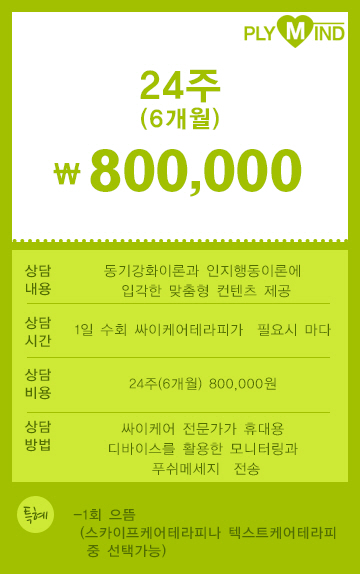 PLY MIND
24주
(6개월)
₩ 800,000
상담
내용
동기강화이론과 인지행동이론에
입각한 맞춤형 컨텐츠 제공
상담
시간
1일 수회 싸이케어테라피가 필요시 마다
상담
비용
24주(6개월) 800,000원
상담
방법
싸이케어 전문가가 휴대용
디바이스를 활용한 모니터링과
푸쉬메세지 전송
특혜
-1회 으뜸
(스카이프케어테라피나 텍스트케어테라피
중 선택가능)